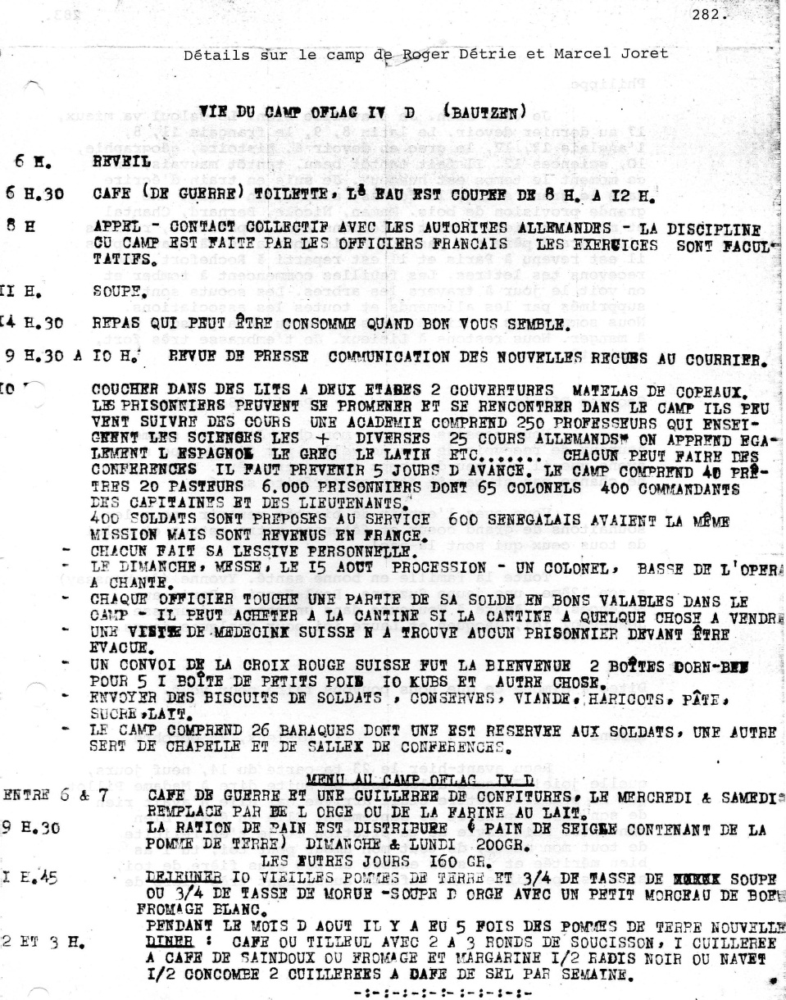 282.
Détails sur le camp de Roger Détrie et Marcel Joret
VIE DU CAMP OFLAG IV D (BAUTZEN)
6 H. REVEIL
6 H.30 CAFE (DE GUERRE) TOILETTE, L' EAU EST COUPEE DE 8 H. A I2 H.
8 H APPEL - CONTACT COLLECTIF AVEC LES AUTORITES ALLEMANDES - LA DISCIPLINE
CU CAMP EST FAITE PAR LES OFFICIERS FRANCAIS LES EXERCICES SONT FACUL-
TATIFS.
II H. SOUPE.
I4 H.30 REPAS QUI PEUT ÊTRE CONSOMME QUAND BON VOUS SEMBLE.
9 H.30 A IO H. REVUE DE PRESSE COMMUNICATION DES NOUVELLES RECUES AU COURRIER.
IO COUCHER DANS DES LITS A DEUX ETAGES 2 COUVERTURES MATELAS DE COPEAUX.
LES PRISONNIERS PEUVENT SE PROMENER ET SE RENCONTRER DANS LE CAMP ILS PEU
VENT SUIVRE DES COURS UNE ACADEMIE COMPREND 250 PROFESSEURS QUI ENSEI-
GNENT LES SCIENCES LES + DIVERSES 25 COURS ALLEMANDS" ON APPREND EGA-
LEMENT L ESPAGNOL LE GREC LE LATIN ETC....... CHACUN PEUT FAIRE DES
CONFERENCES IL FAUT PREVENIR 5 JOURS D AVANCE. LE CAMP COMPREND 40 PRÊ-
TRES 20 PASTEURS 6.000 PRISONNIERS DONT 65 COLONELS 400 COMMANDANTS
DES CAPITAINES ET DES LIEUTENANTS.
400 SOLDATS SONT PREPOSES AU SERVICE 600 SENEGALAIS AVAIENT LA MÊME
MISSION MAIS SONT REVENUS EN FRANCE.
- CHACUN FAIT SA LESSIVE PERSONNELLE.
- LE DIMANCHE, MESSE, LE I5 AOUT PROCESSION - UN COLONEL, BASSE DE L'OPERA
A CHANTE.
- CHAQUE OFFICIER TOUCHE UNE PARTIE DE SA SOLDE EN BONS VALABLES DANS LE
CAMP - IL PEUT ACHETER A LA CANTINE SI LA CANTINE A QUELQUE CHOSE A VENDRE
- UNE VISITE DE MEDECINE SUISSE N A TROUVE AUCUN PRISONNIER DEVANT ÊTRE
EVACUE.
- UN CONVOI DE LA CROIX ROUGE SUISSE FUT LA BIENVENUE 2 BOÎTES CORN-BEE
POUR 5 I BOÎTE DE PETITS POIS IO KUBS ET AUTRE CHOSE.
- ENVOYER DES BISCUITS DE SOLDATS , CONSERVES, VIANDE, HARICOTS, PÂTE,
SUCRE,LAIT.
- LE CAMP COMPREND 26 BARAQUES DONT UNE EST RESERVEE AUX SOLDATS, UNE AUTRE
SERT DE CHAPELLE ET DE SALLEX DE CONFERENCES.
MENU AU CAMP OFLAG IV D
ENTRE 6 & 7 CAFE DE GUERRE ET UNE CUILLEREE DE CONFITURES, LE MERCREDI & SAMEDI
REMPLACE PAR DE L ORGE OU DE LA FARINE AU LAIT.
9 H.30 LA RATION DE PAIN EST DISTRIBUEE ( PAIN DE SEIGLE CONTENANT DE LA
POMME DE TERRE) DIMANCHE & LUNDI 200GR.
LES AUTRES JOURS I60 GR.
I H.45 DEJEUNER IO VIEILLES POMMES DE TERRE ET 3/4 DE TASSE DE SOUPE
OU 3/4 DE TASSE DE MORUE -SOUPE D ORGE AVEC UN PETIT MORCEAU DE BOEU
FROMAGE BLANC.
PENDANT LE MOIS D AOUT IL Y A EU 5 FOIS DES POMMES DE TERRE NOUVELLE
2 ET 3 H. DINER : CAFE OU TILLEUL AVEC 2 A 3 RONDS DE SOUCISSON, I CUILLEREE
A CAFE DE SAINDOUX OU FROMAGE ET MARGARINE I/2 RADIS NOIR OU NAVET
I/2 CONCOMBE 2 CUILLEREES A CAFE DE SEL PAR SEMAINE.
-:-:-:-:-:-:-:-:-